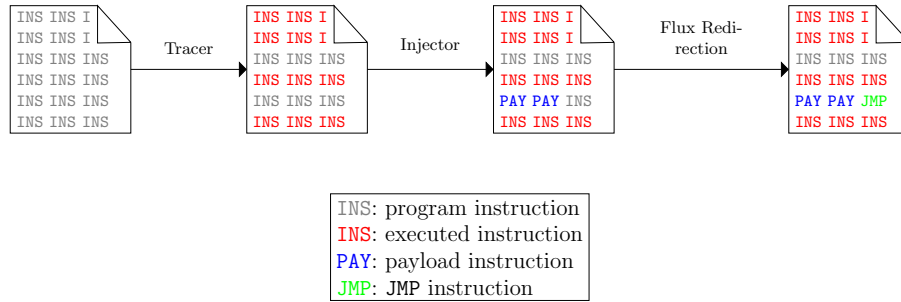 INS INS I
INS INS I
INS INS INS
INS INS INS
INS INS INS
INS INS INS
Tracer
INS INS I
INS INS I
INS INS INS
INS INS INS
INS INS INS
INS INS INS
Injector
INS INS I
INS INS I
INS INS INS
INS INS INS
PAY PAY INS
INS INS INS
Flux Redi-
rection
INS INS I
INS INS I
INS INS INS
INS INS INS
PAY PAY JMP
INS INS INS
INS: program instruction
INS: executed instruction
PAY: payload instruction
JMP: JMP instruction